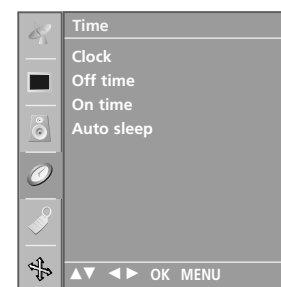 Time
Clock
Off time
On time
Auto sleep
▲▼ ◄► OK MENU